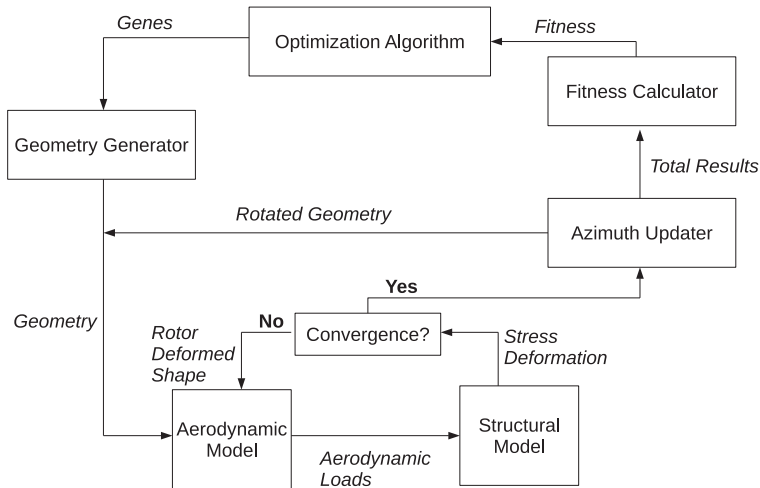 Genes
Optimization Algorithm
Fitness
Fitness Calculator
Geometry Generator
Total Results
Rotated Geometry
Azimuth Updater
Yes
Geometry
No
Convergence?
Rotor
Deformed
Shape
Stress
Deformation
Aerodynamic
Model
Structural
Model
Aerodynamic
Loads